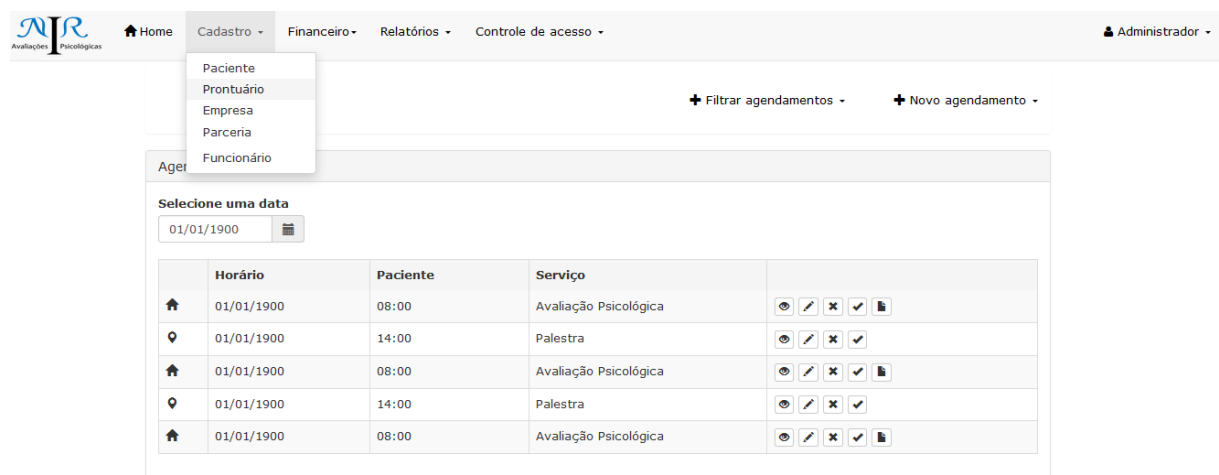 NJR
Avaliações Psicológicas
Home Cadastro Financeiro Relatórios Controle de acesso Administrador
Paciente
Prontuário
Empresa
Parceria
Funcionário
Filtrar agendamentos Novo agendamento
Agen
Selecione uma data
01/01/1900
Horário Paciente Serviço
01/01/1900 08:00 Avaliação Psicológica
01/01/1900 14:00 Palestra
01/01/1900 08:00 Avaliação Psicológica
01/01/1900 14:00 Palestra
01/01/1900 08:00 Avaliação Psicológica